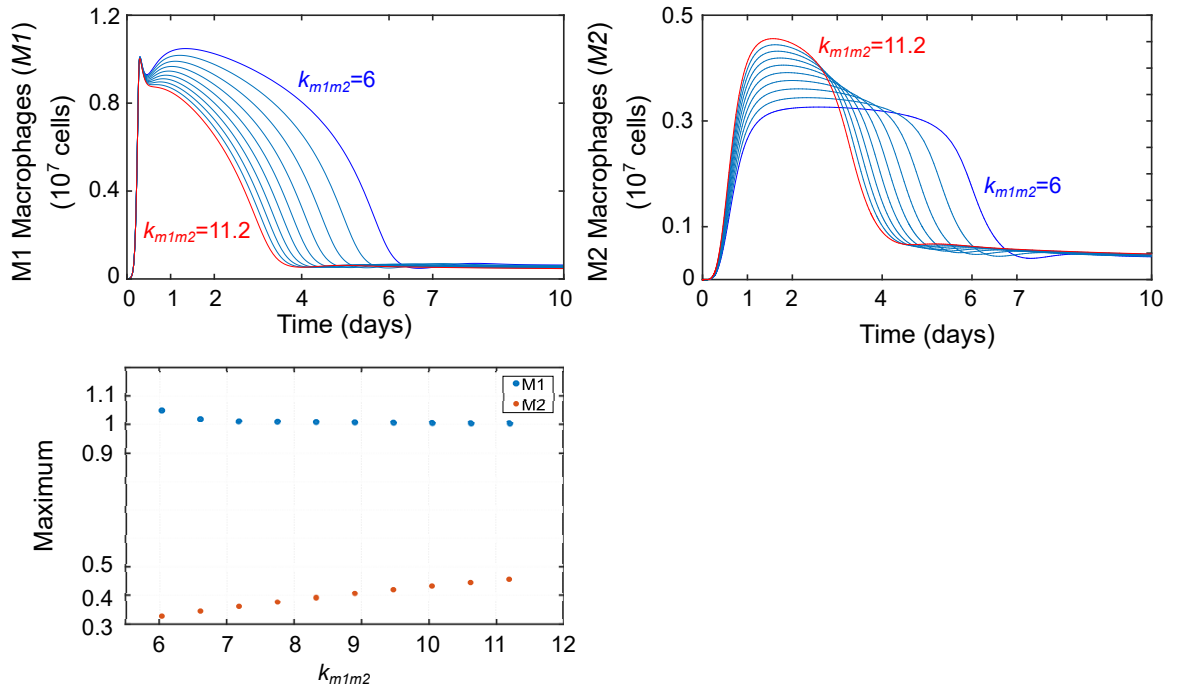 M1 Macrophages (M1)
(10^7 cells)
1.2
0.8
0.4
0
k_m1m2=6
k_m1m2=11.2
0 1 2 4 6 7 10
Time (days)
M2 Macrophages (M2)
(10^7 cells)
0.5
0.3
0.1
0
k_m1m2=11.2
k_m1m2=6
0 1 2 3 4 6 7 10
Time (days)
Maximum
1.1
1
0.9
0.5
0.4
0.3
M1
M2
6 7 8 9 10 11 12
k_m1m2